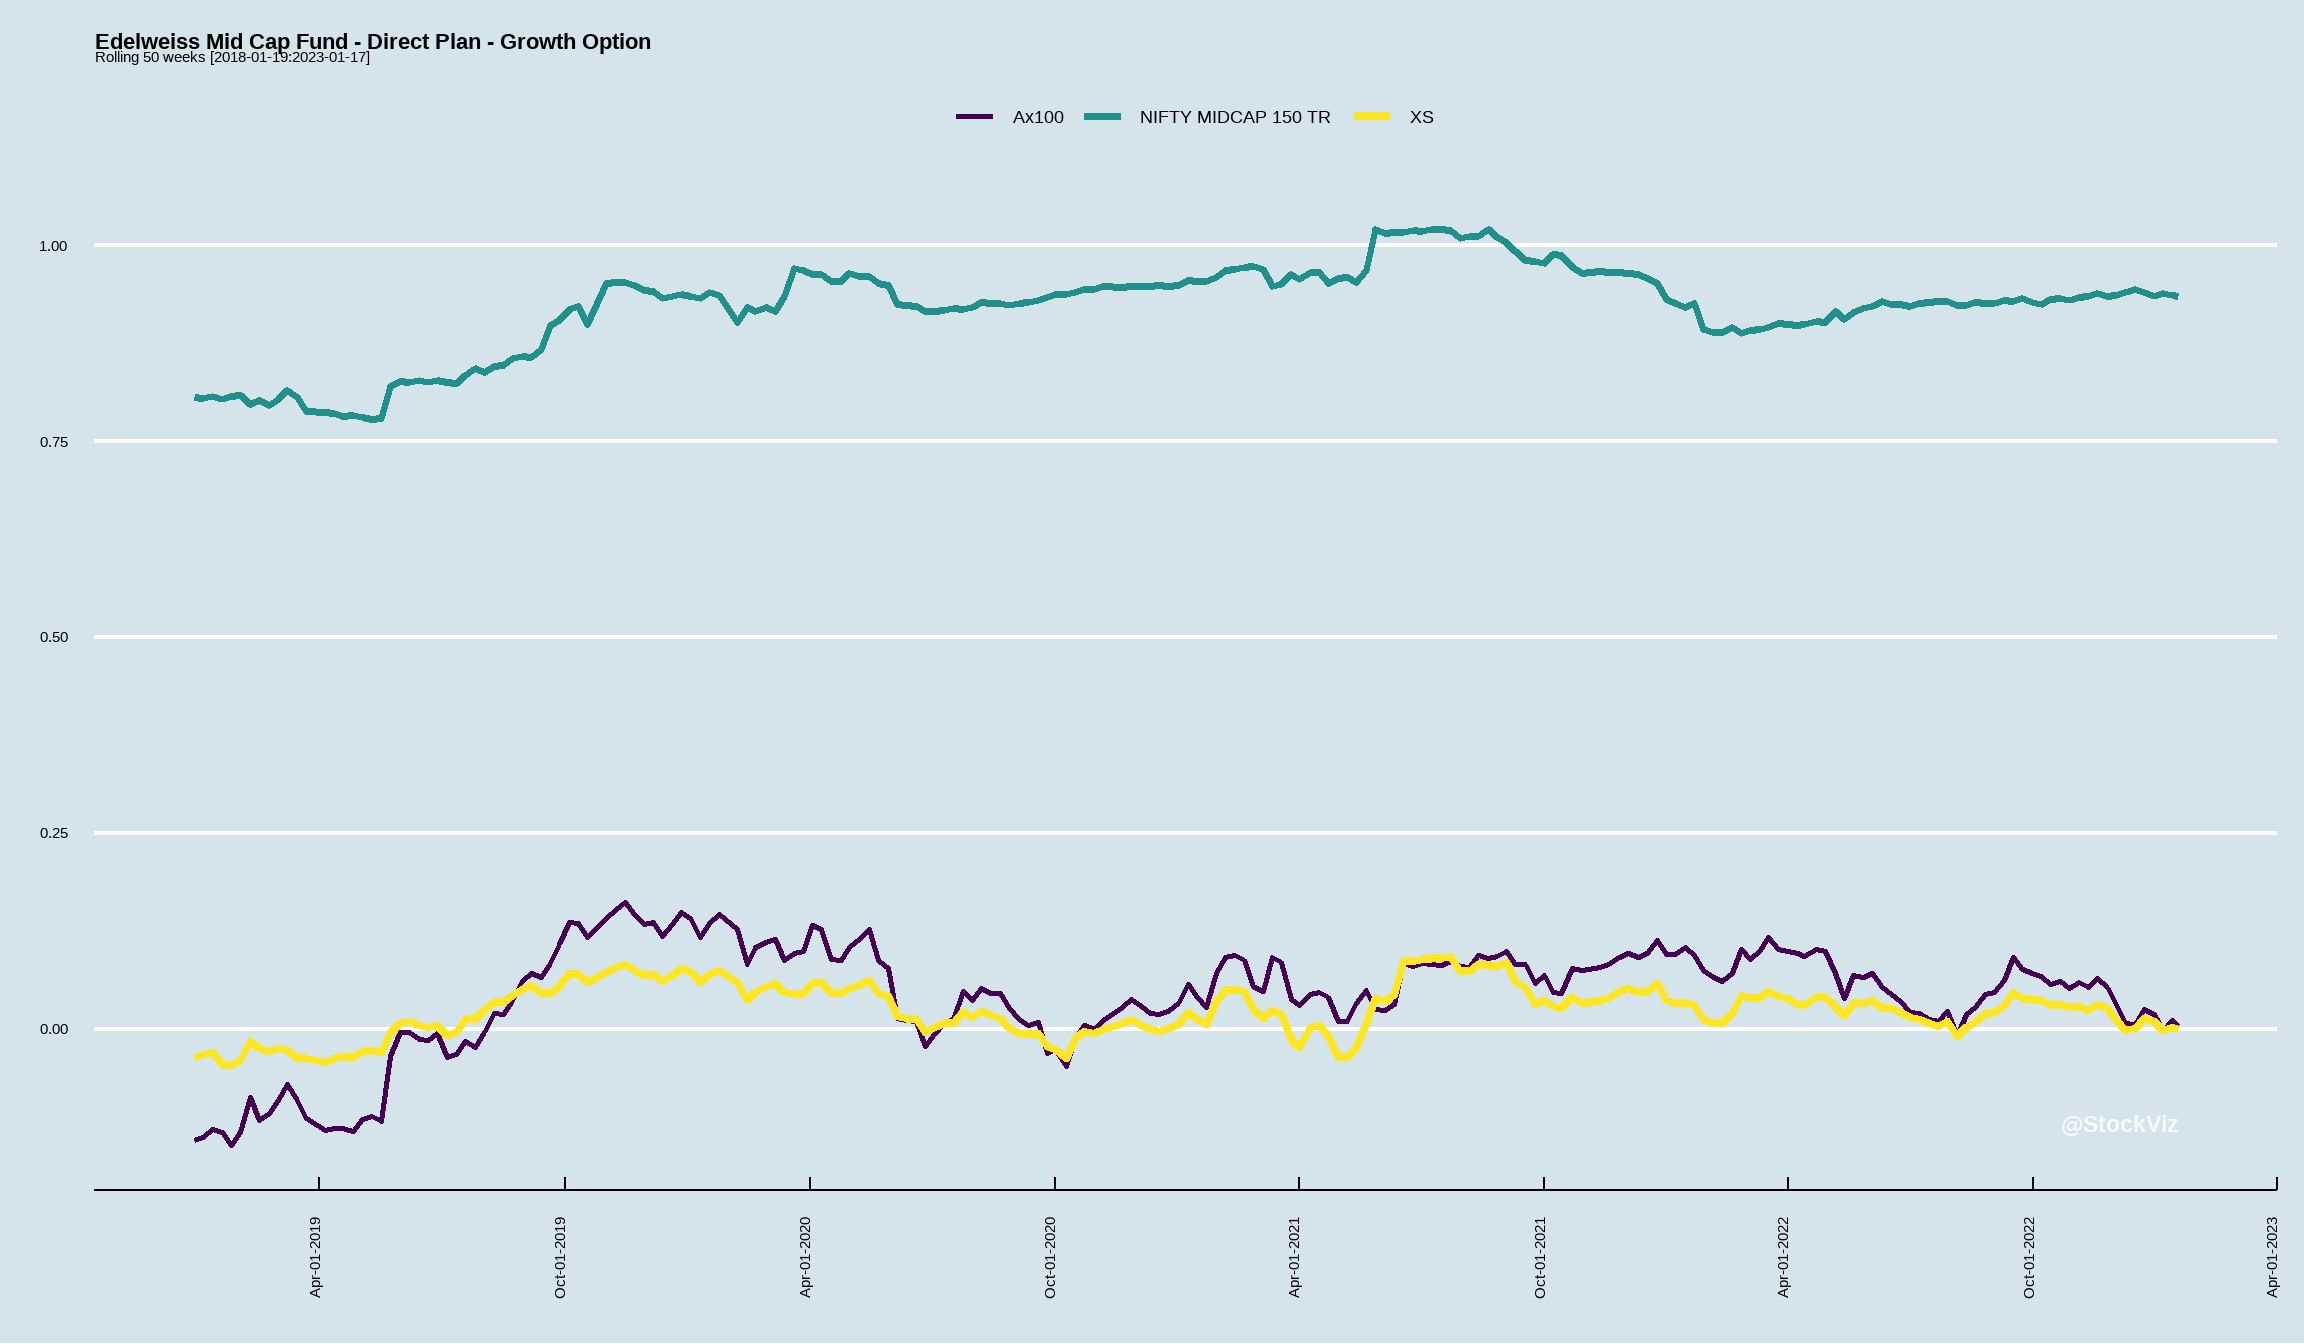 Edelweiss Mid Cap Fund - Direct Plan - Growth Option
Rolling 50 weeks [2018-01-19:2023-01-17]
Ax100 NIFTY MIDCAP 150 TR XS
1.00
0.75
0.50
0.25
0.00
@StockViz
Apr-01-2019
Oct-01-2019
Apr-01-2020
Oct-01-2020
Apr-01-2021
Oct-01-2021
Apr-01-2022
Oct-01-2022
Apr-01-2023